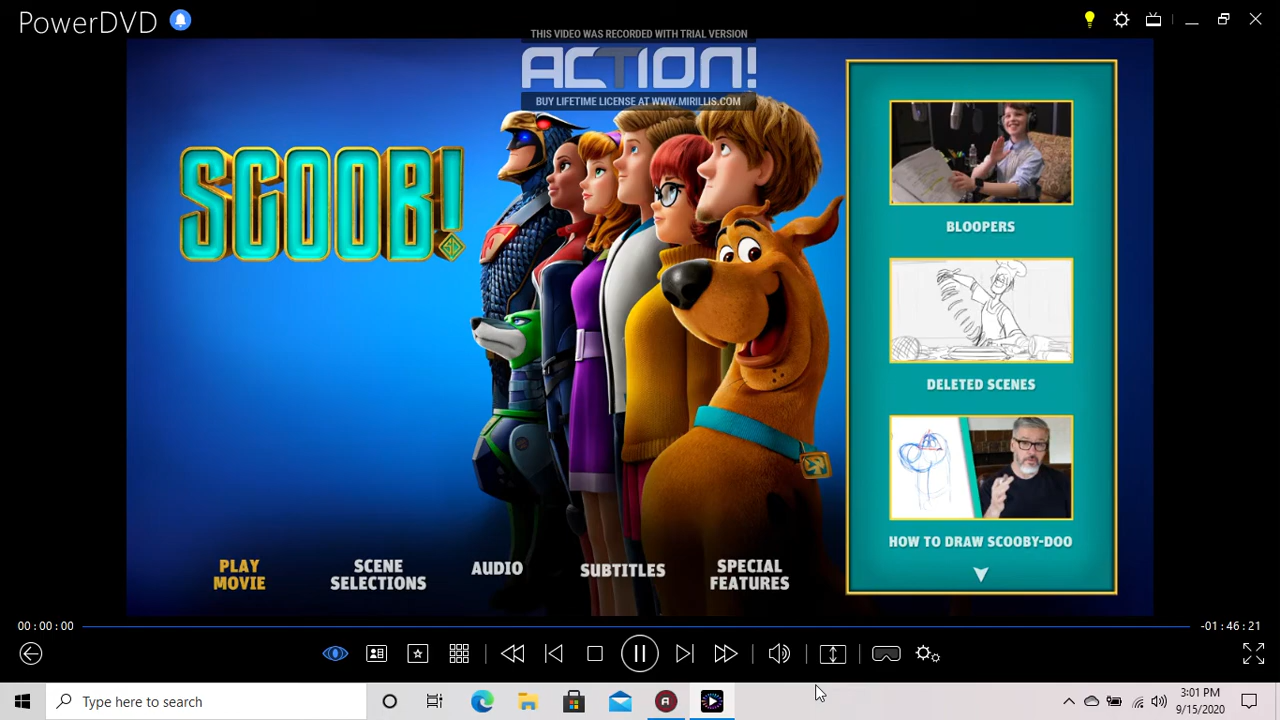 PowerDVD
THIS VIDEO WAS RECORDED WITH TRIAL VERSION
ACTION!
BUY LIFETIME LICENSE AT WWW.MIRILLIS.COM
SCOOB!
SD
BLOOPERS
DELETED SCENES
HOW TO DRAW SCOOBY-DOO
PLAY
MOVIE
SCENE
SELECTIONS
AUDIO
SUBTITLES
SPECIAL
FEATURES
00:00:00
-01:46:21
Type here to search
3:01 PM
9/15/2020